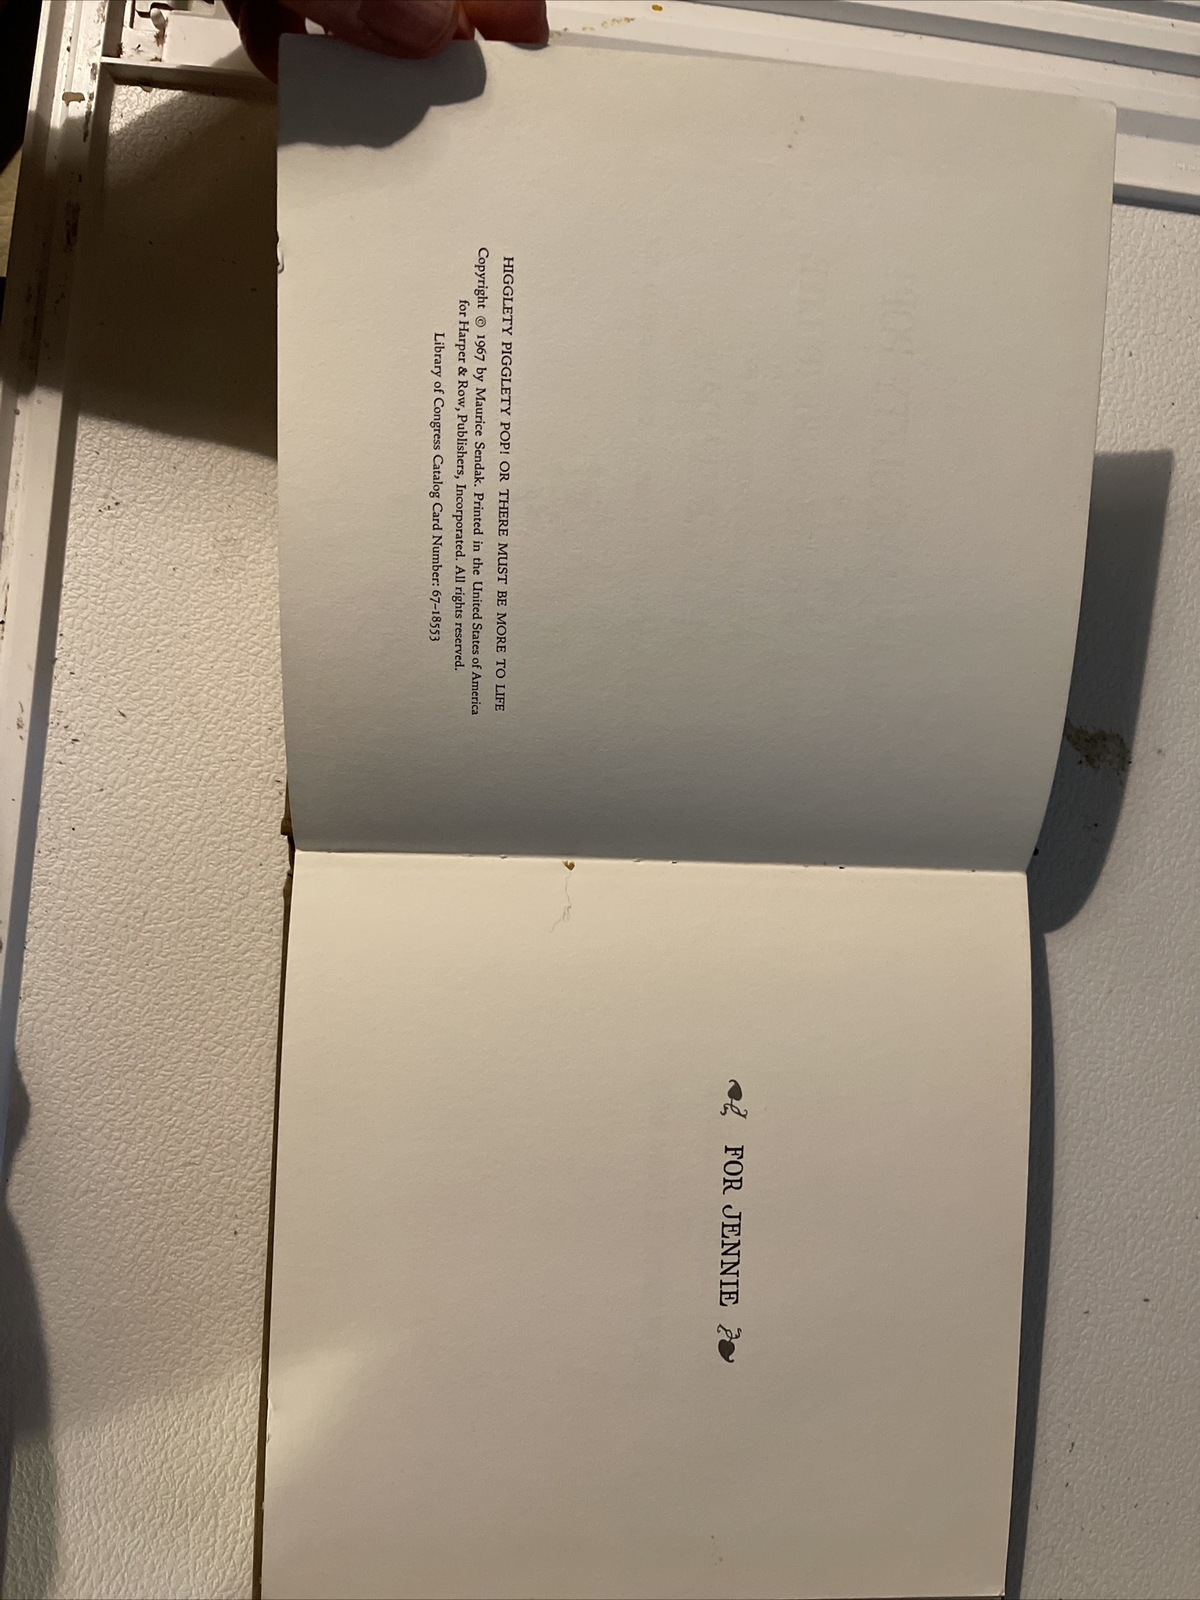 HIGGLETY PIGGLETY POP! OR THERE MUST BE MORE TO LIFE
Copyright © 1967 by Maurice Sendak. Printed in the United States of America
for Harper & Row, Publishers, Incorporated. All rights reserved.
Library of Congress Catalog Card Number: 67-18553
FOR JENNIE